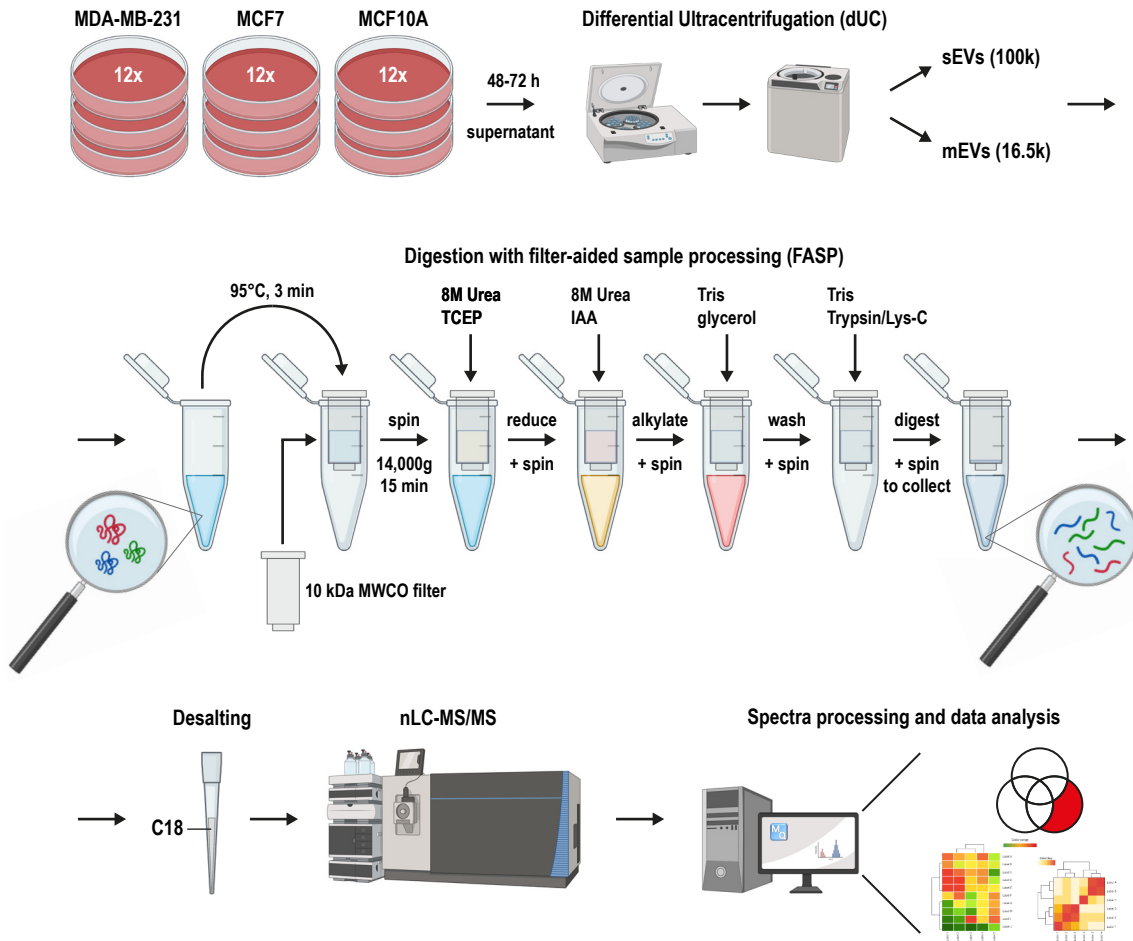 MDA-MB-231
MCF7
MCF10A
Differential Ultracentrifugation (dUC)
12x
12x
12x
48-72 h
supernatant
sEVs (100k)
mEVs (16.5k)
Digestion with filter-aided sample processing (FASP)
95°C, 3 min
8M Urea
TCEP
8M Urea
IAA
Tris
glycerol
Tris
Trypsin/Lys-C
spin
14,000g
15 min
reduce
+ spin
alkylate
+ spin
wash
+ spin
digest
+ spin
to collect
10 kDa MWCO filter
Desalting
nLC-MS/MS
Spectra processing and data analysis
C18
M
Q